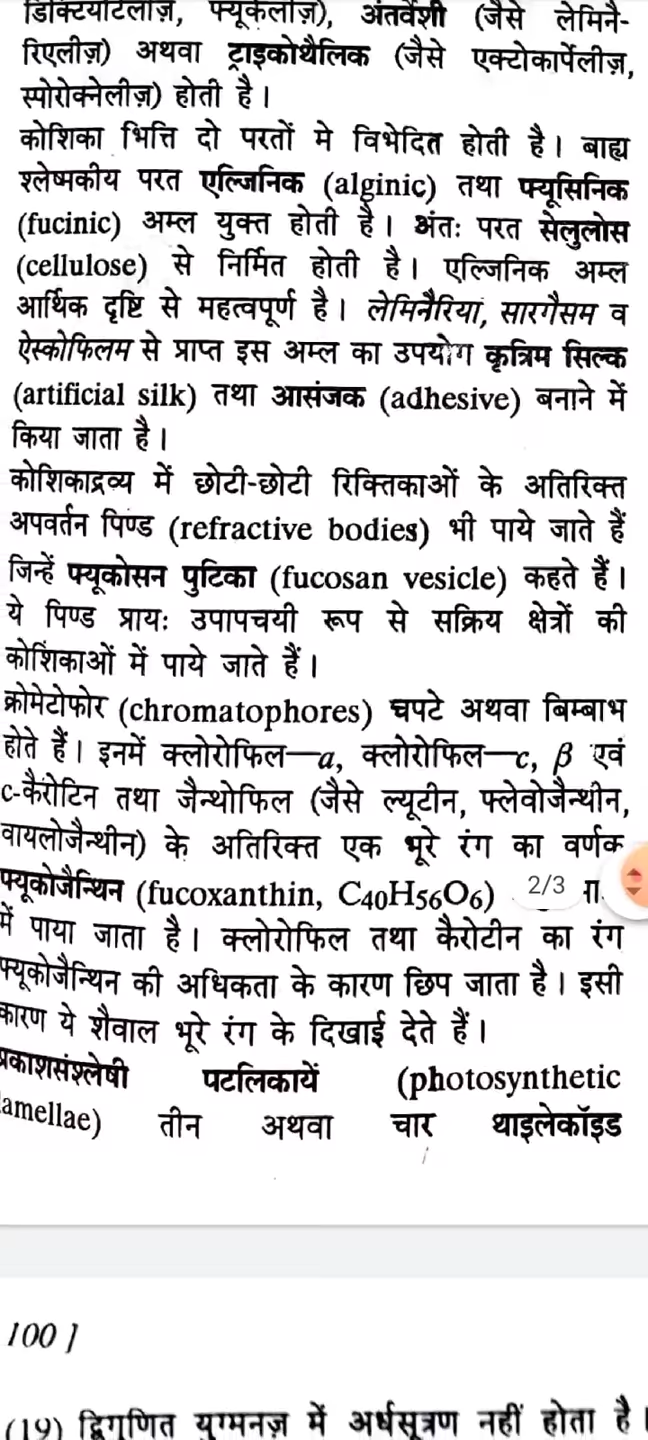 डिक्टियोटेलीज़, फ्यूकेलीज़), अंतर्वेशी (जैसे लेमिनै-
रिएलीज़) अथवा ट्राइकोथैलिक (जैसे एक्टोकार्पेलीज़,
स्पोरोक्नेलीज़) होती है।
कोशिका भित्ति दो परतों मे विभेदित होती है। बाह्य
श्लेष्मकीय परत एल्जिनिक (alginic) तथा फ्यूसिनिक
(fucinic) अम्ल युक्त होती है। अंतः परत सेलुलोस
(cellulose) से निर्मित होती है। एल्जिनिक अम्ल
आर्थिक दृष्टि से महत्वपूर्ण है। लेमिनैरिया, सारगैसम व
ऐस्कोफिलम से प्राप्त इस अम्ल का उपयोग कृत्रिम सिल्क
(artificial silk) तथा आसंजक (adhesive) बनाने में
किया जाता है।
कोशिकाद्रव्य में छोटी-छोटी रिक्तिकाओं के अतिरिक्त
अपवर्तन पिण्ड (refractive bodies) भी पाये जाते हैं
जिन्हें फ्यूकोसन पुटिका (fucosan vesicle) कहते हैं।
ये पिण्ड प्रायः उपापचयी रूप से सक्रिय क्षेत्रों की
कोशिकाओं में पाये जाते हैं।
क्रोमेटोफोर (chromatophores) चपटे अथवा बिम्बाभ
होते हैं। इनमें क्लोरोफिल—a, क्लोरोफिल—c, β एवं
c-कैरोटिन तथा जैन्थोफिल (जैसे ल्यूटीन, फ्लेवोजैन्थीन,
वायलोजैन्थीन) के अतिरिक्त एक भूरे रंग का वर्णक
फ्यूकोजैन्थिन (fucoxanthin, C40H56O6) 2/3
में पाया जाता है। क्लोरोफिल तथा कैरोटीन का रंग
फ्यूकोजैन्थिन की अधिकता के कारण छिप जाता है। इसी
कारण ये शैवाल भूरे रंग के दिखाई देते हैं।
प्रकाशसंश्लेषी पटलिकायें (photosynthetic
lamellae) तीन अथवा चार थाइलेकॉइड
100 ]
(19) द्विगुणित युग्मनज़ में अर्धसूत्रण नहीं होता है।